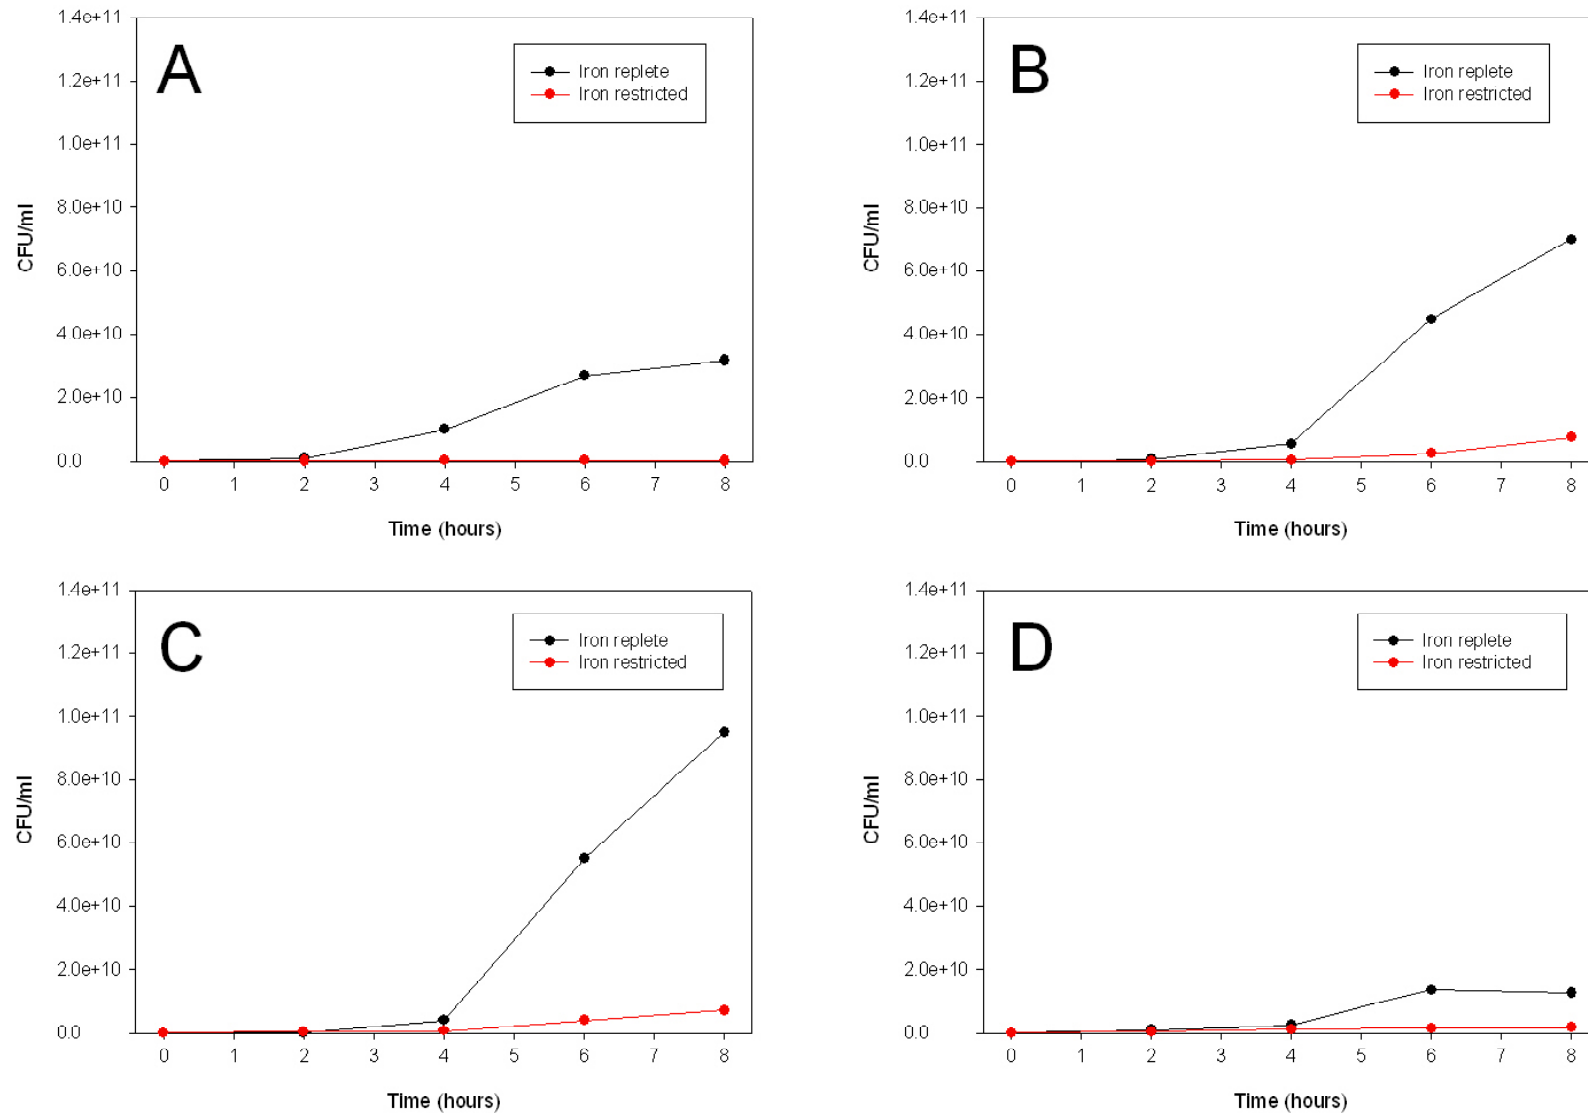 A
1.4e+11
1.2e+11
1.0e+11
8.0e+10
6.0e+10
4.0e+10
2.0e+10
0.0
CFU/ml
Iron replete
Iron restricted
0 1 2 3 4 5 6 7 8
Time (hours)
B
1.4e+11
1.2e+11
1.0e+11
8.0e+10
6.0e+10
4.0e+10
2.0e+10
0.0
CFU/ml
Iron replete
Iron restricted
0 1 2 3 4 5 6 7 8
Time (hours)
C
1.4e+11
1.2e+11
1.0e+11
8.0e+10
6.0e+10
4.0e+10
2.0e+10
0.0
CFU/ml
Iron replete
Iron restricted
0 1 2 3 4 5 6 7 8
Time (hours)
D
1.4e+11
1.2e+11
1.0e+11
8.0e+10
6.0e+10
4.0e+10
2.0e+10
0.0
CFU/ml
Iron replete
Iron restricted
0 1 2 3 4 5 6 7 8
Time (hours)